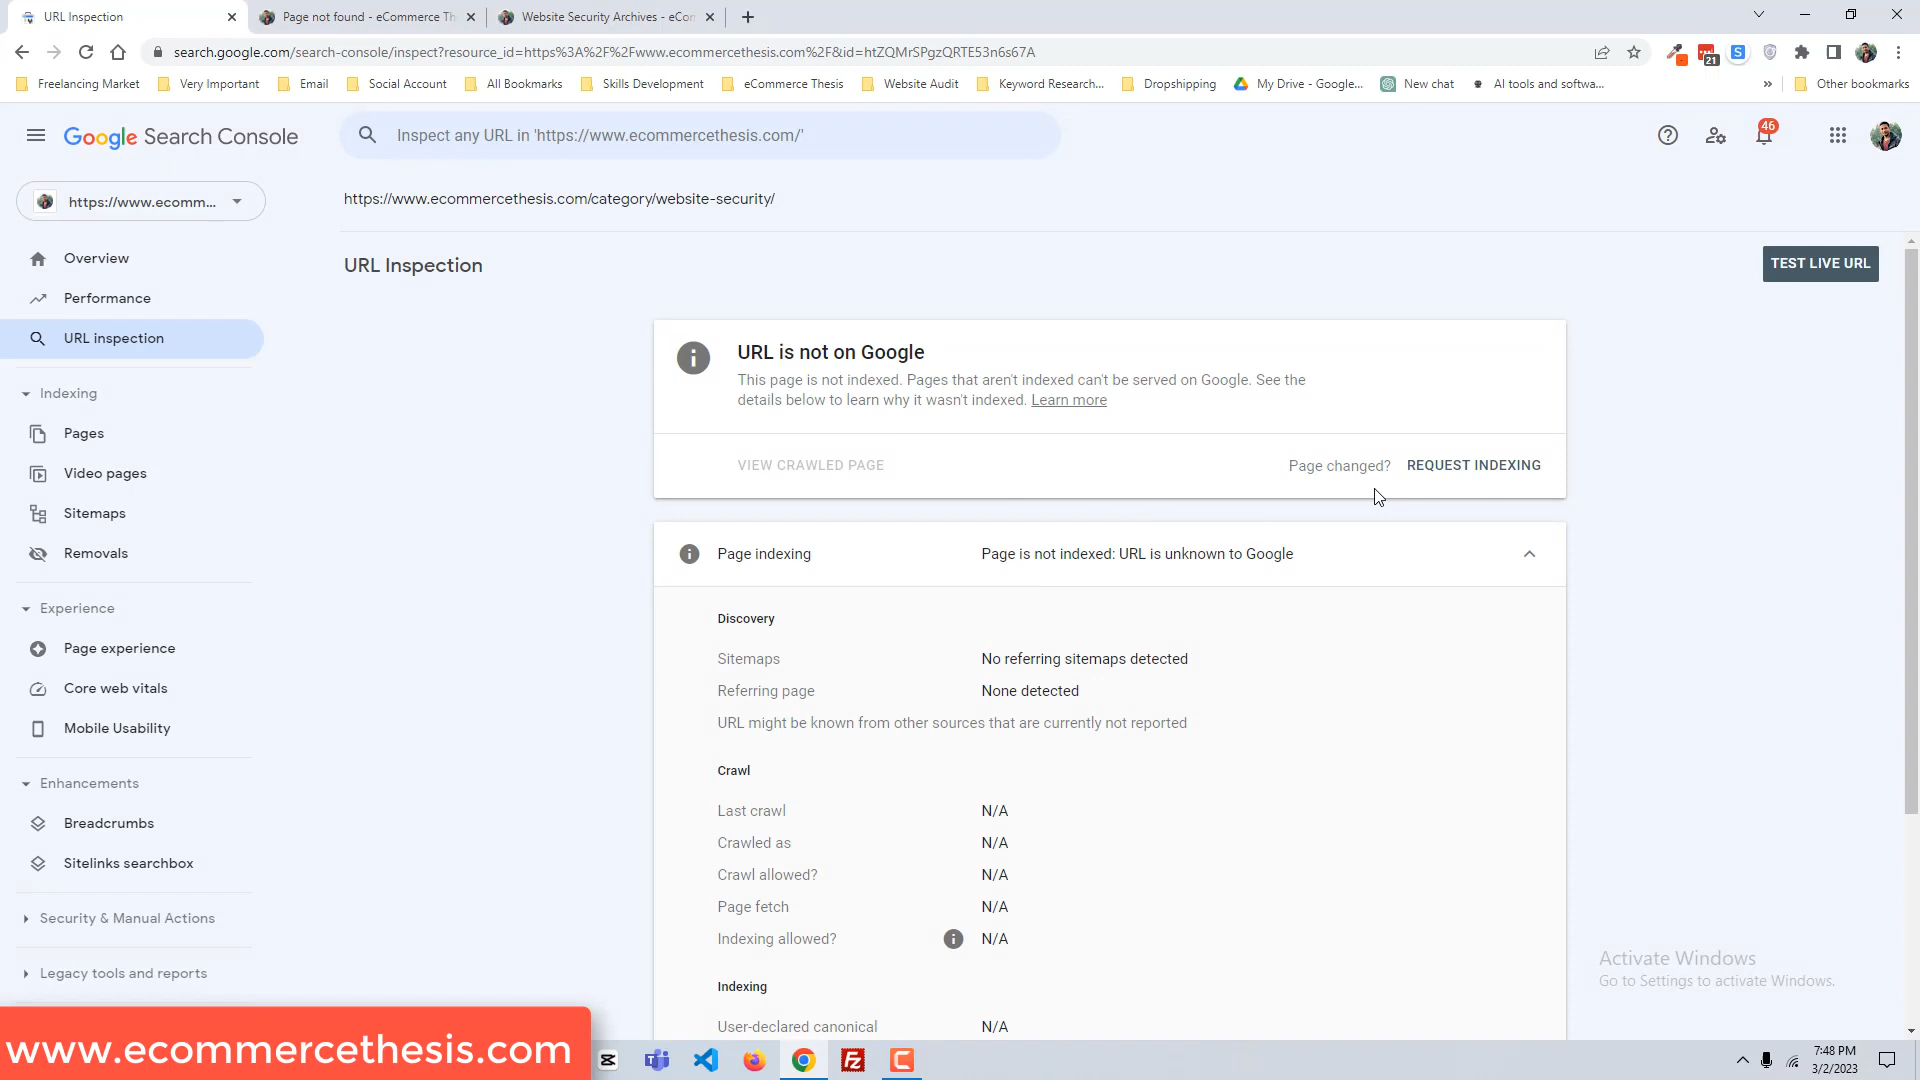 URL Inspection
Page not found - eCommerce Th
Website Security Archives - eCon
search.google.com/search-console/inspect?resource_id=https%3A%2F%2Fwww.ecommercethesis.com%2F&id=htZQMrSPgzQRTE53n6s67A
21
S
Freelancing Market
Very Important
Email
Social Account
All Bookmarks
Skills Development
eCommerce Thesis
Website Audit
Keyword Research...
Dropshipping
My Drive - Google...
New chat
AI tools and softwa...
»
Other bookmarks
Google Search Console
Inspect any URL in 'https://www.ecommercethesis.com/'
46
https://www.ecomm...
https://www.ecommercethesis.com/category/website-security/
Overview
Performance
URL inspection
Indexing
Pages
Video pages
Sitemaps
Removals
Experience
Page experience
Core web vitals
Mobile Usability
Enhancements
Breadcrumbs
Sitelinks searchbox
Security & Manual Actions
Legacy tools and reports
URL Inspection
TEST LIVE URL
URL is not on Google
This page is not indexed. Pages that aren't indexed can't be served on Google. See the
details below to learn why it wasn't indexed. Learn more
VIEW CRAWLED PAGE
Page changed?
REQUEST INDEXING
Page indexing
Page is not indexed: URL is unknown to Google
Discovery
Sitemaps
No referring sitemaps detected
Referring page
None detected
URL might be known from other sources that are currently not reported
Crawl
Last crawl
N/A
Crawled as
N/A
Crawl allowed?
N/A
Page fetch
N/A
Indexing allowed?
N/A
Indexing
User-declared canonical
N/A
Activate Windows
Go to Settings to activate Windows.
www.ecommercethesis.com
7:48 PM
3/2/2023